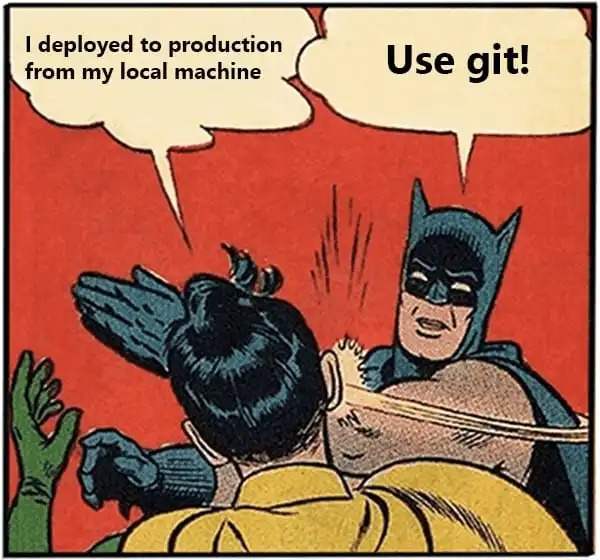 I deployed to production
from my local machine
Use git!